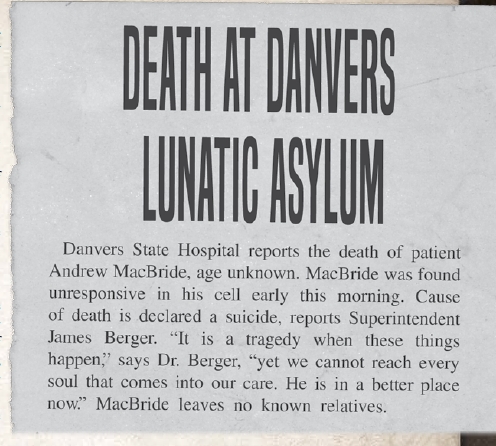 DEATH AT DANVERS
LUNATIC ASYLUM
Danvers State Hospital reports the death of patient
Andrew MacBride, age unknown. MacBride was found
unresponsive in his cell early this morning. Cause
of death is declared a suicide, reports Superintendent
James Berger. “It is a tragedy when these things
happen,” says Dr. Berger, “yet we cannot reach every
soul that comes into our care. He is in a better place
now.” MacBride leaves no known relatives.